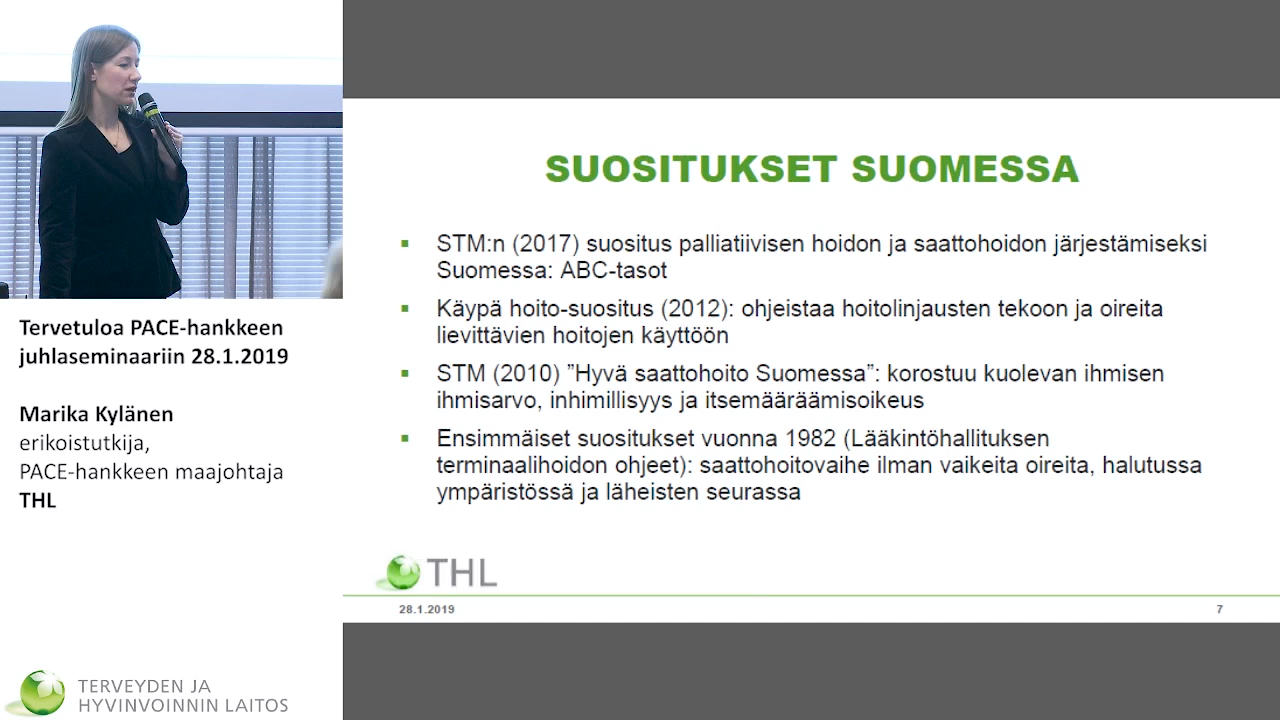 Tervetuloa PACE-hankkeen
juhlaseminaariin 28.1.2019
Marika Kylänen
erikoistutkija,
PACE-hankkeen maajohtaja
THL
TERVEYDEN JA
HYVINVOINNIN LAITOS
SUOSITUKSET SUOMESSA
STM:n (2017) suositus palliatiivisen hoidon ja saattohoidon järjestämiseksi
Suomessa: ABC-tasot
Käypä hoito-suositus (2012): ohjeistaa hoitolinjausten tekoon ja oireita
lievittävien hoitojen käyttöön
STM (2010) ”Hyvä saattohoito Suomessa”: korostuu kuolevan ihmisen
ihmisarvo, inhimillisyys ja itsemääräämisoikeus
Ensimmäiset suositukset vuonna 1982 (Lääkintöhallituksen
terminaalihoidon ohjeet): saattohoitovaihe ilman vaikeita oireita, halutussa
ympäristössä ja läheisten seurassa
THL
28.1.2019
7